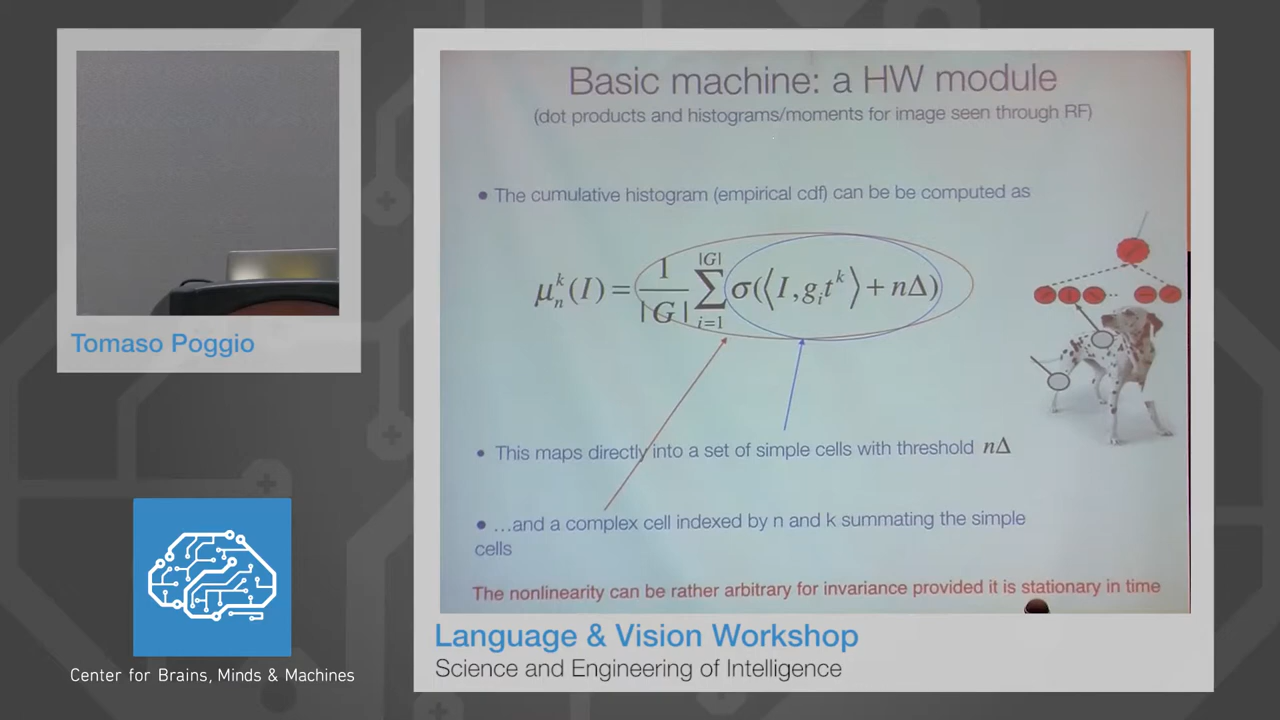 Basic machine: a HW module
(dot products and histograms/moments for image seen through RF)
● The cumulative histogram (empirical cdf) can be be computed as
μₙᵏ(I) = 1/|G| ∑ᵢ₌₁^|G| σ(⟨I, gᵢtᵏ⟩ + nΔ)
• This maps directly into a set of simple cells with threshold nΔ
● …and a complex cell indexed by n and k summating the simple
cells
The nonlinearity can be rather arbitrary for invariance provided it is stationary in time
Tomaso Poggio
Language & Vision Workshop
Science and Engineering of Intelligence
Center for Brains, Minds & Machines